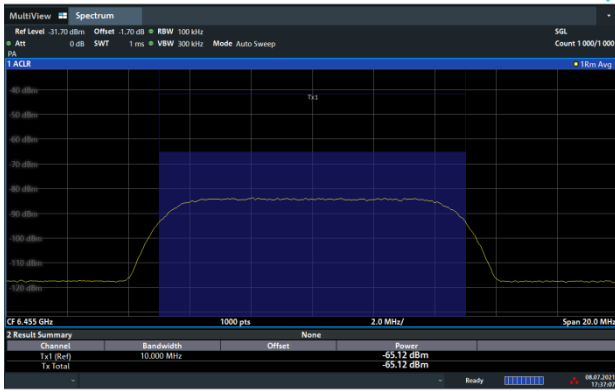 MultiView Spectrum
Ref Level -31.70 dBm Offset -1.70 dB RBW 100 kHz SGL
Att 0 dB SWT 1 ms VBW 300 kHz Mode Auto Sweep Count 1 000/1 000
PA
1 ACLR 1Rm Avg
-40 dBm
Tx1
-50 dBm
-60 dBm
-70 dBm
-80 dBm
-90 dBm
-100 dBm
-110 dBm
-120 dBm
CF 6.455 GHz 1000 pts 2.0 MHz/ Span 20.0 MHz
2 Result Summary None
Channel Bandwidth Offset Power
Tx1 (Ref) 10.000 MHz -65.12 dBm
Tx Total -65.12 dBm
Ready 08.07.2021
17:37:07